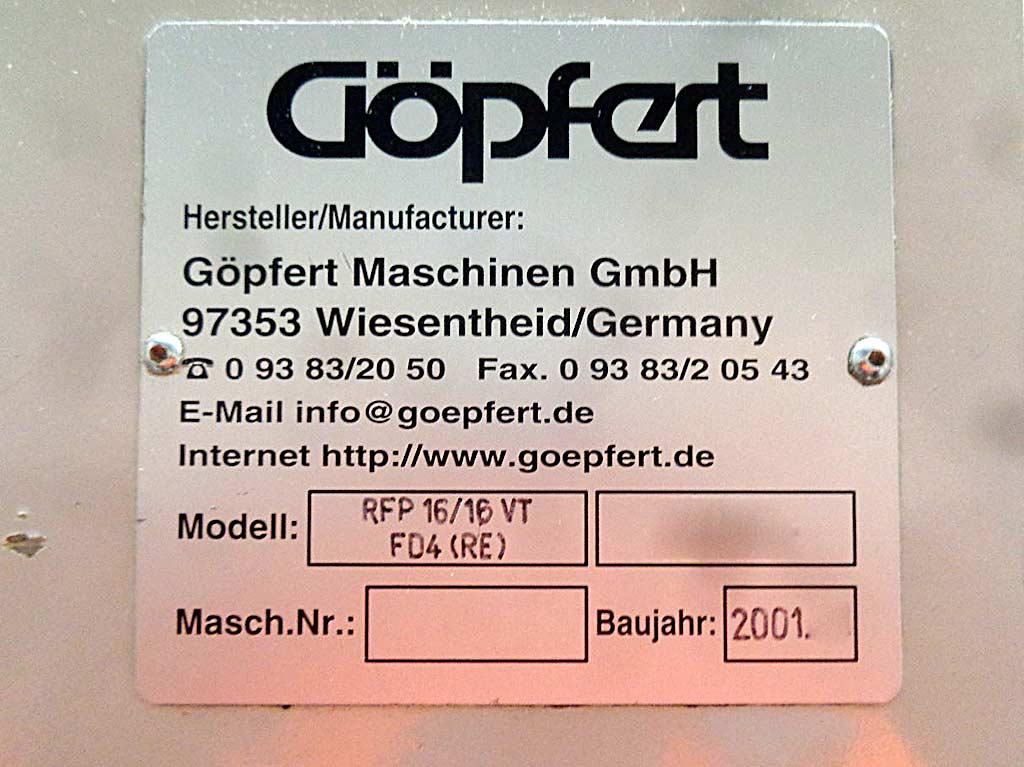 Göpfert
Hersteller/Manufacturer:
Göpfert Maschinen GmbH
97353 Wiesentheid/Germany
☎ 0 93 83/20 50 Fax. 0 93 83/2 05 43
E-Mail info@goepfert.de
Internet http://www.goepfert.de
Modell: RFP 16/16 VT
FD4 (RE)
Masch.Nr.: Baujahr: 2001.